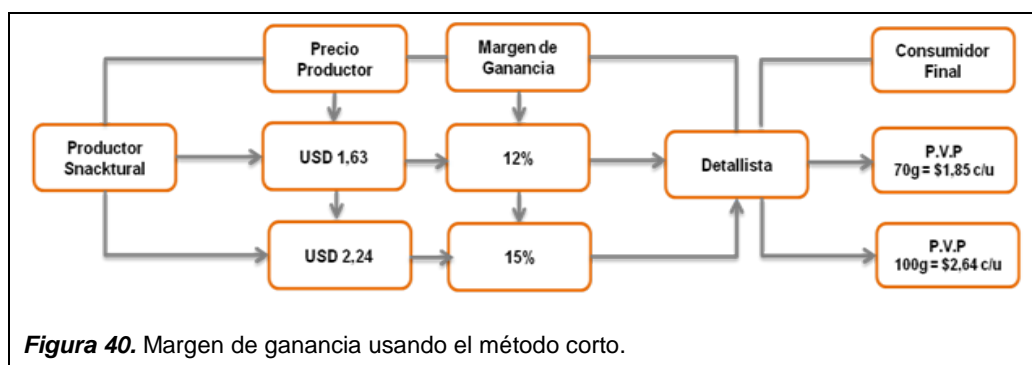 Precio
Productor
Margen de
Ganancia
Consumidor
Final
Productor
Snacktural
USD 1,63
12%
Detallista
P.V.P
70g = $1,85 c/u
USD 2,24
15%
P.V.P
100g = $2,64 c/u
Figura 40. Margen de ganancia usando el método corto.